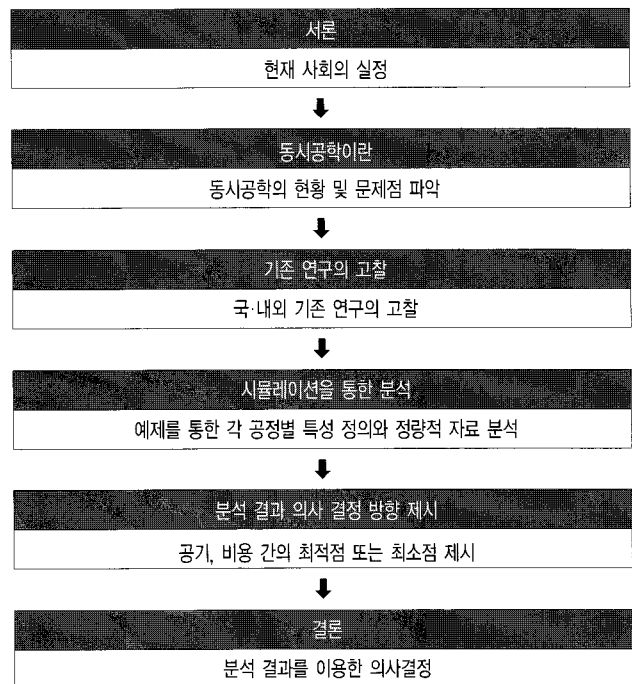 서론
현재 사회의 실정
동시공학이란
동시공학의 현황 및 문제점 파악
기존 연구의 고찰
국·내외 기존 연구의 고찰
시뮬레이션을 통한 분석
예제를 통한 각 공정별 특성 정의와 정량적 자료 분석
분석 결과 의사 결정 방향 제시
공기, 비용 간의 최적점 또는 최소점 제시
결론
분석 결과를 이용한 의사결정